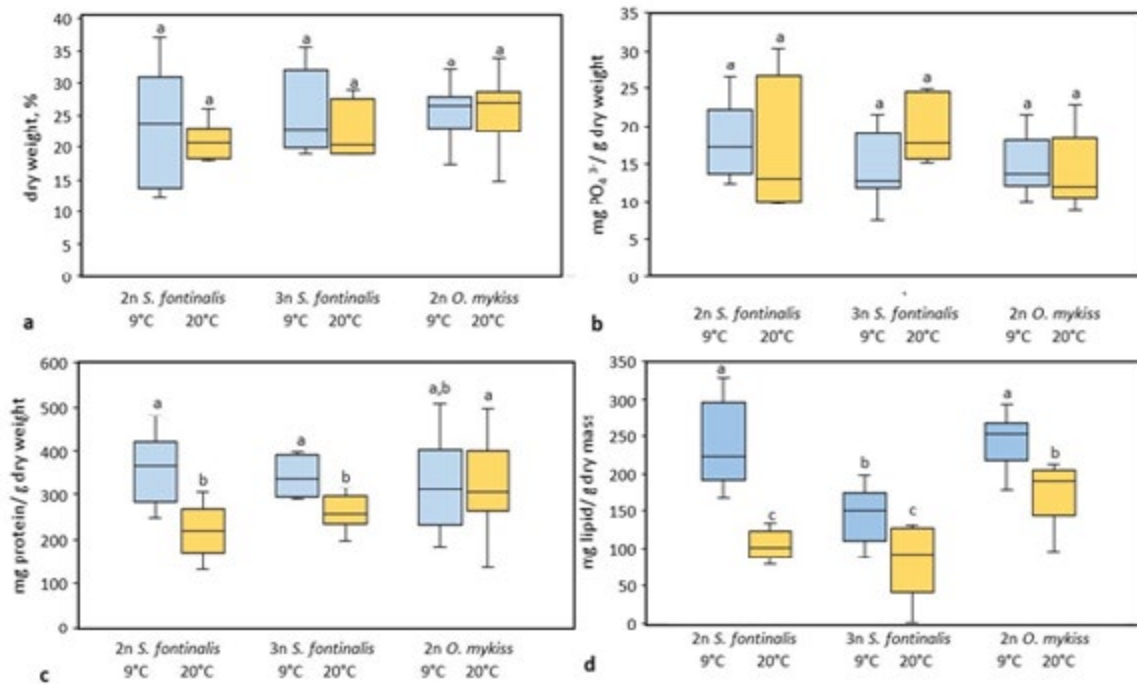 40
35
30
25
20
15
10
5
0
dry weight, %
a a a a a a
2n S. fontinalis 3n S. fontinalis 2n O. mykiss
9°C 20°C 9°C 20°C 9°C 20°C
a
35
30
25
20
15
10
5
0
mg PO₄ ³⁻/ g dry weight
a a a a a a
2n S. fontinalis 3n S. fontinalis 2n O. mykiss
9°C 20°C 9°C 20°C 9°C 20°C
b
600
500
400
300
200
100
0
mg protein/ g dry weight
a b a b a,b a
2n S. fontinalis 3n S. fontinalis 2n O. mykiss
9°C 20°C 9°C 20°C 9°C 20°C
c
350
300
250
200
150
100
50
0
mg lipid/ g dry mass
a c b c a b
2n S. fontinalis 3n S. fontinalis 2n O. mykiss
9°C 20°C 9°C 20°C 9°C 20°C
d